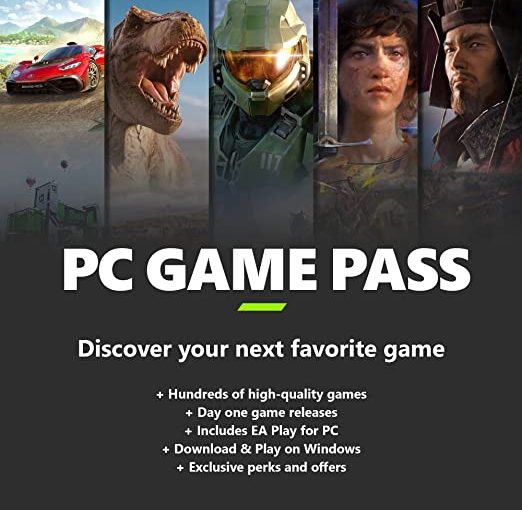 117
PC GAME PASS
Discover your next favorite game
+ Hundreds of high-quality games
+ Day one game releases
+ Includes EA Play for PC
+ Download & Play on Windows
+ Exclusive perks and offers